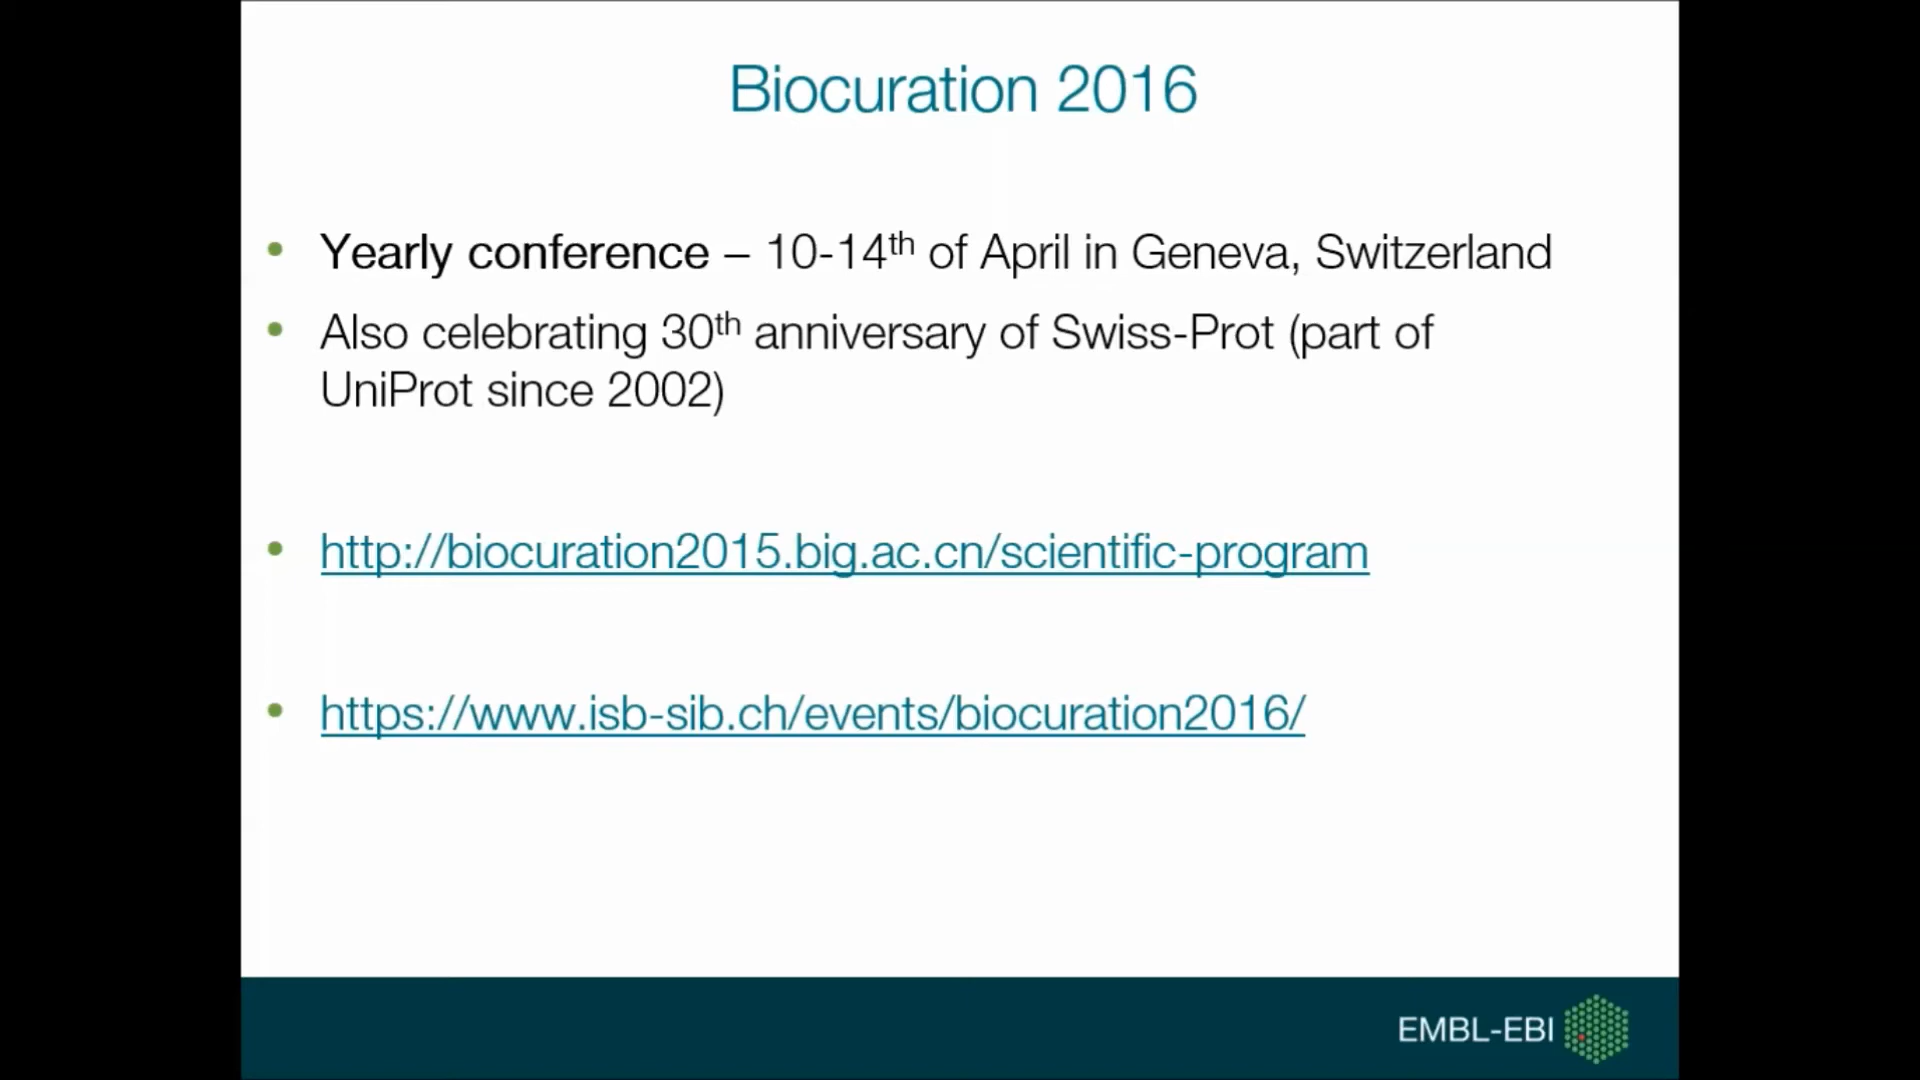 Biocuration 2016
• Yearly conference – 10-14th of April in Geneva, Switzerland
• Also celebrating 30th anniversary of Swiss-Prot (part of
UniProt since 2002)
• http://biocuration2015.big.ac.cn/scientific-program
• https://www.isb-sib.ch/events/biocuration2016/
EMBL-EBI